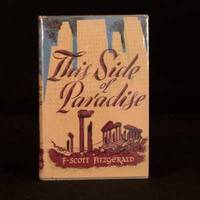 This Side
of
Paradise
F·SCOTT FITZGERALD